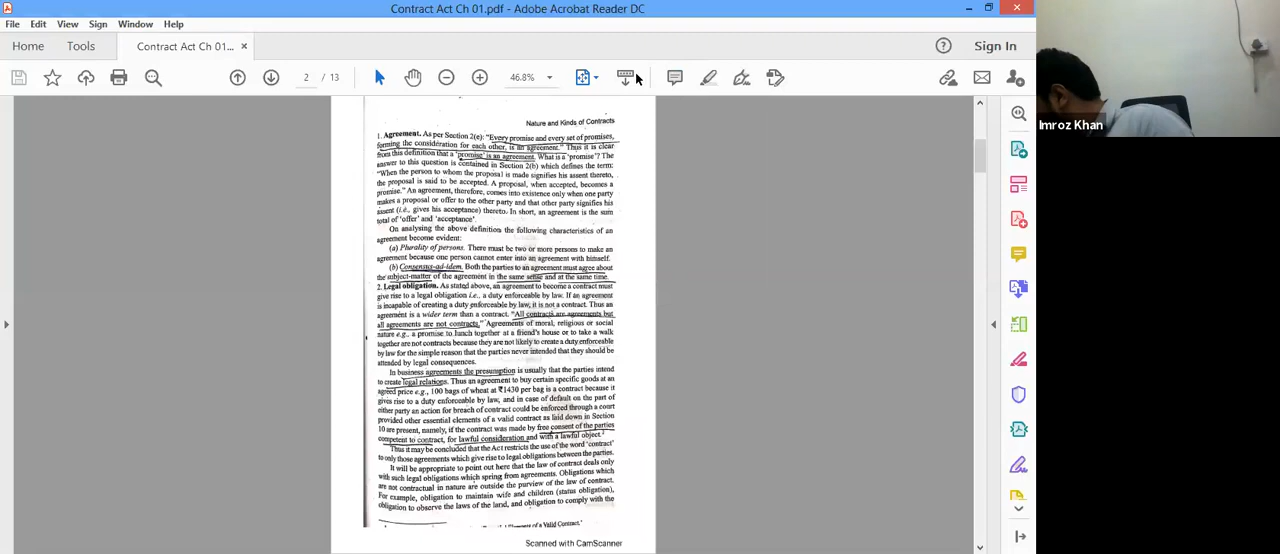 Contract Act Ch 01.pdf - Adobe Acrobat Reader DC
File Edit View Sign Window Help
Home Tools Contract Act Ch 01... × Sign In
2 / 13 46.8%
Imroz Khan
Nature and Kinds of Contracts
1. Agreement. As per Section 2(e): "Every promise and every set of promises,
forming the consideration for each other, is an agreement." Thus it is clear
from this definition that a 'promise' is an agreement. What is a 'promise'? The
answer to this question is contained in Section 2(b) which defines the term:
"When the person to whom the proposal is made signifies his assent thereto,
the proposal is said to be accepted. A proposal, when accepted, becomes a
promise." An agreement, therefore, comes into existence only when one party
makes a proposal or offer to the other party and that other party signifies his
assent (i.e., gives his acceptance) thereto. In short, an agreement is the sum
total of 'offer' and 'acceptance'.
On analysing the above definition the following characteristics of an
agreement become evident:
(a) Plurality of persons. There must be two or more persons to make an
agreement because one person cannot enter into an agreement with himself.
(b) Consensus-ad-idem. Both the parties to an agreement must agree about
the subject-matter of the agreement in the same sense and at the same time.
2. Legal obligation. As stated above, an agreement to become a contract must
give rise to a legal obligation i.e., a duty enforceable by law. If an agreement
is incapable of creating a duty enforceable by law, it is not a contract. Thus an
agreement is a wider term than a contract. "All contracts are agreements but
all agreements are not contracts." Agreements of moral, religious or social
nature e.g., a promise to lunch together at a friend's house or to take a walk
together are not contracts because they are not likely to create a duty enforceable
by law for the simple reason that the parties never intended that they should be
attended by legal consequences.
In business agreements the presumption is usually that the parties intend
to create legal relations. Thus an agreement to buy certain specific goods at an
agreed price e.g., 100 bags of wheat at ₹1430 per bag is a contract because it
gives rise to a duty enforceable by law, and in case of default on the part of
either party an action for breach of contract could be enforced through a court
provided other essential elements of a valid contract as laid down in Section
10 are present, namely, if the contract was made by free consent of the parties
competent to contract, for lawful consideration and with a lawful object.
Thus it may be concluded that the Act restricts the use of the word 'contract'
to only those agreements which give rise to legal obligations between the parties.
It will be appropriate to point out here that the law of contract deals only
with such legal obligations which spring from agreements. Obligations which
are not contractual in nature are outside the purview of the law of contract.
For example, obligation to maintain wife and children (status obligation),
obligation to observe the laws of the land, and obligation to comply with the
of a Valid Contract.'
Scanned with CamScanner